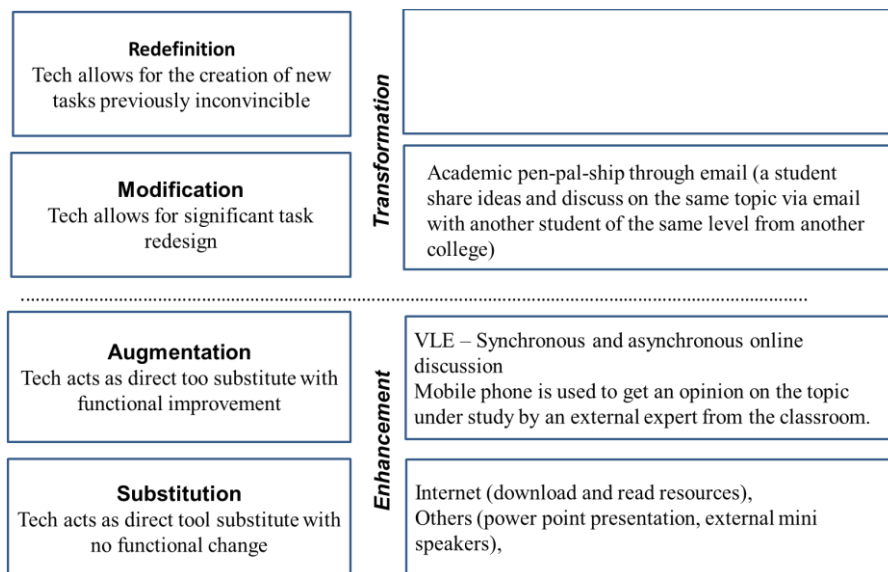 Redefinition
Tech allows for the creation of new
tasks previously inconvincible
Transformation
Modification
Tech allows for significant task
redesign
Academic pen-pal-ship through email (a student
share ideas and discuss on the same topic via email
with another student of the same level from another
college)
Augmentation
Tech acts as direct too substitute with
functional improvement
Enhancement
VLE – Synchronous and asynchronous online
discussion
Mobile phone is used to get an opinion on the topic
under study by an external expert from the classroom.
Substitution
Tech acts as direct tool substitute with
no functional change
Internet (download and read resources),
Others (power point presentation, external mini
speakers),